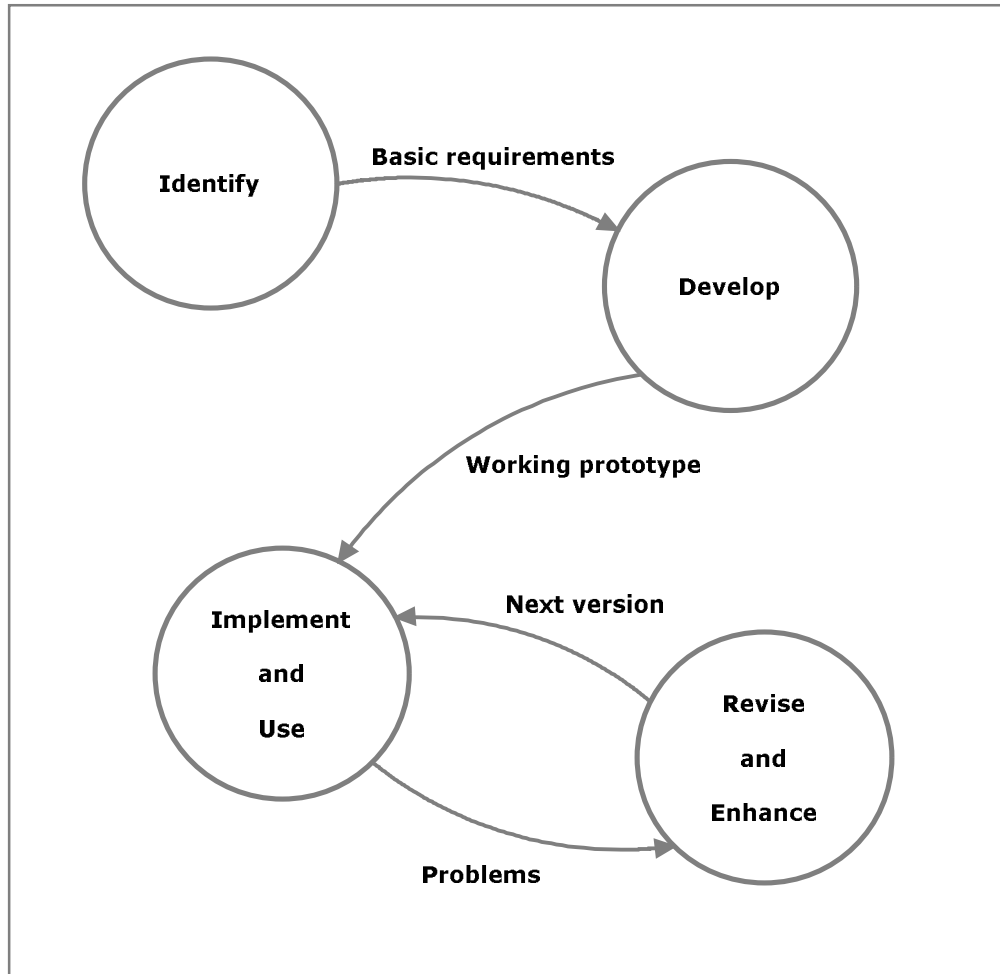 Identify
Basic requirements
Develop
Working prototype
Implement
and
Use
Next version
Revise
and
Enhance
Problems